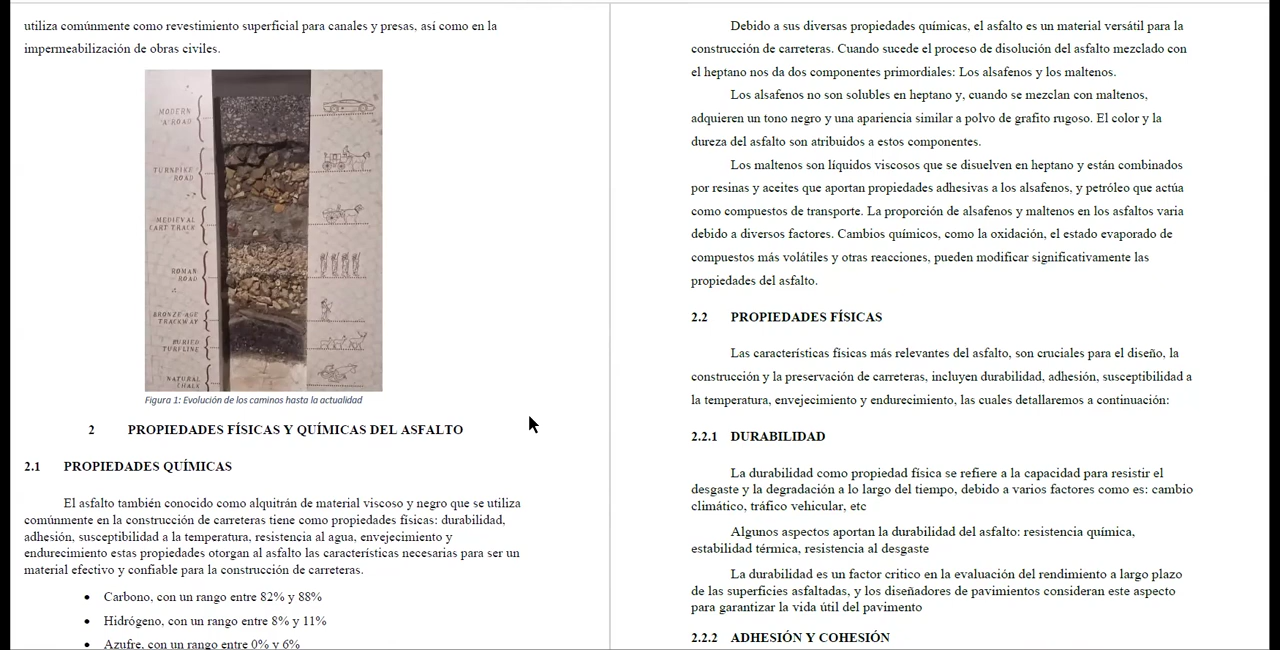 utiliza comúnmente como revestimiento superficial para canales y presas, así como en la
impermeabilización de obras civiles.
MODERN
'A' ROAD
TURNPIKE
ROAD
MEDIEVAL
CART TRACK
ROMAN
ROAD
BRONZE-AGE
TRACKWAY
BURIED
TURFLINE
NATURAL
CHALK
Figura 1: Evolución de los caminos hasta la actualidad
2 PROPIEDADES FÍSICAS Y QUÍMICAS DEL ASFALTO
2.1 PROPIEDADES QUÍMICAS
El asfalto también conocido como alquitrán de material viscoso y negro que se utiliza
comúnmente en la construcción de carreteras tiene como propiedades físicas: durabilidad,
adhesión, susceptibilidad a la temperatura, resistencia al agua, envejecimiento y
endurecimiento estas propiedades otorgan al asfalto las características necesarias para ser un
material efectivo y confiable para la construcción de carreteras.
• Carbono, con un rango entre 82% y 88%
• Hidrógeno, con un rango entre 8% y 11%
• Azufre, con un rango entre 0% y 6%
Debido a sus diversas propiedades químicas, el asfalto es un material versátil para la
construcción de carreteras. Cuando sucede el proceso de disolución del asfalto mezclado con
el heptano nos da dos componentes primordiales: Los alsafenos y los maltenos.
Los alsafenos no son solubles en heptano y, cuando se mezclan con maltenos,
adquieren un tono negro y una apariencia similar a polvo de grafito rugoso. El color y la
dureza del asfalto son atribuidos a estos componentes.
Los maltenos son líquidos viscosos que se disuelven en heptano y están combinados
por resinas y aceites que aportan propiedades adhesivas a los alsafenos, y petróleo que actúa
como compuestos de transporte. La proporción de alsafenos y maltenos en los asfaltos varia
debido a diversos factores. Cambios químicos, como la oxidación, el estado evaporado de
compuestos más volátiles y otras reacciones, pueden modificar significativamente las
propiedades del asfalto.
2.2 PROPIEDADES FÍSICAS
Las características físicas más relevantes del asfalto, son cruciales para el diseño, la
construcción y la preservación de carreteras, incluyen durabilidad, adhesión, susceptibilidad a
la temperatura, envejecimiento y endurecimiento, las cuales detallaremos a continuación:
2.2.1 DURABILIDAD
La durabilidad como propiedad física se refiere a la capacidad para resistir el
desgaste y la degradación a lo largo del tiempo, debido a varios factores como es: cambio
climático, tráfico vehicular, etc
Algunos aspectos aportan la durabilidad del asfalto: resistencia química,
estabilidad térmica, resistencia al desgaste
La durabilidad es un factor critico en la evaluación del rendimiento a largo plazo
de las superficies asfaltadas, y los diseñadores de pavimentos consideran este aspecto
para garantizar la vida útil del pavimento
2.2.2 ADHESIÓN Y COHESIÓN